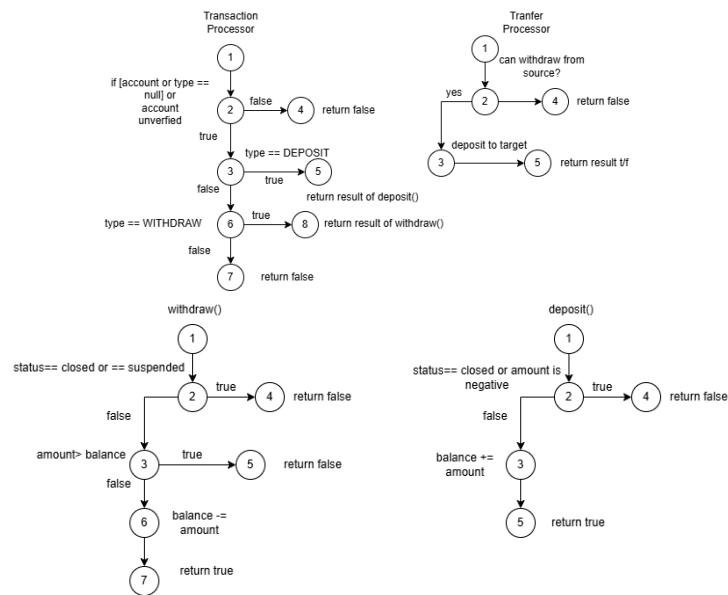 Transaction
Processor
1
if [account or type ==
null] or
account
unverfied
2
false
4
return false
true
type == DEPOSIT
3
true
5
false
return result of deposit()
type == WITHDRAW
6
true
8
return result of withdraw()
false
7
return false
Tranfer
Processor
1
can withdraw from
source?
yes
2
4
return false
deposit to target
3
5
return result t/f
withdraw()
1
status== closed or == suspended
2
true
4
return false
false
amount> balance
3
true
5
return false
false
6
balance -=
amount
7
return true
deposit()
1
status== closed or amount is
negative
2
true
4
return false
false
balance +=
amount
3
5
return true